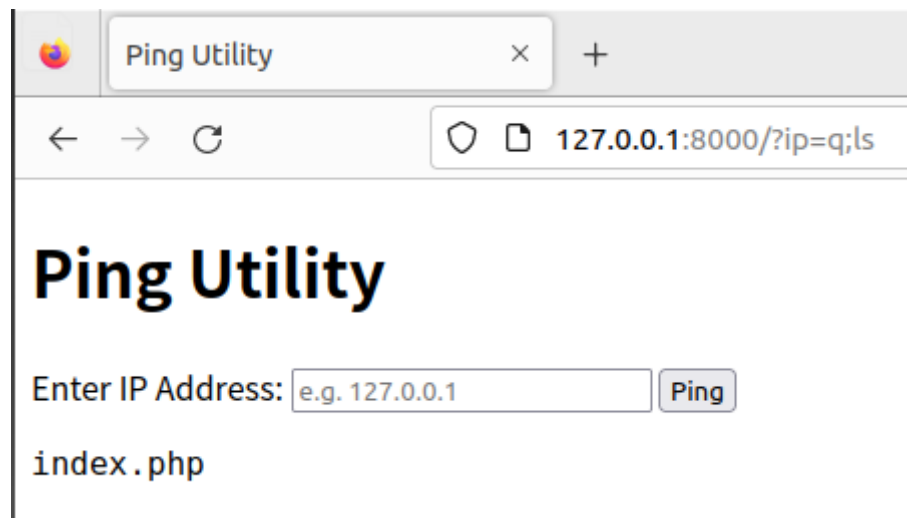 Ping Utility
127.0.0.1:8000/?ip=q;ls
Ping Utility
Enter IP Address: e.g. 127.0.0.1 Ping
index.php